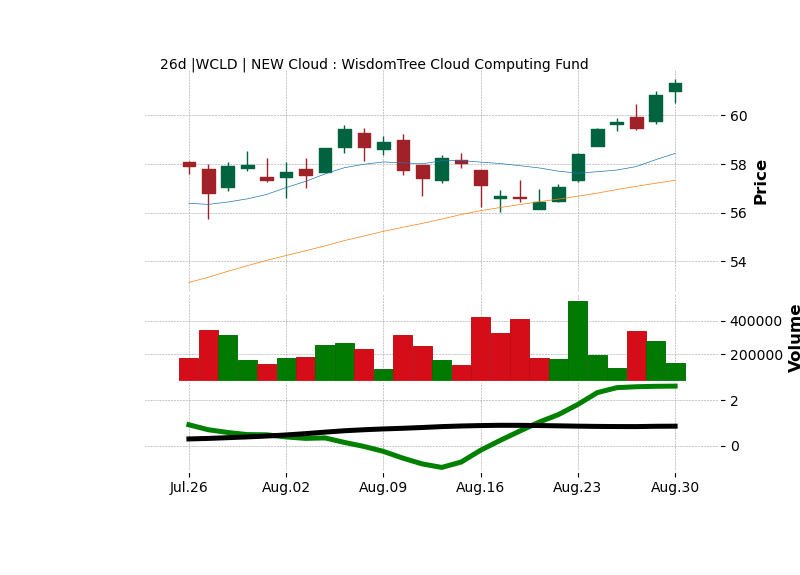 26d |WCLD | NEW Cloud : WisdomTree Cloud Computing Fund
60
58
56
54
Price
400000
200000
Volume
2
0
Jul.26 Aug.02 Aug.09 Aug.16 Aug.23 Aug.30